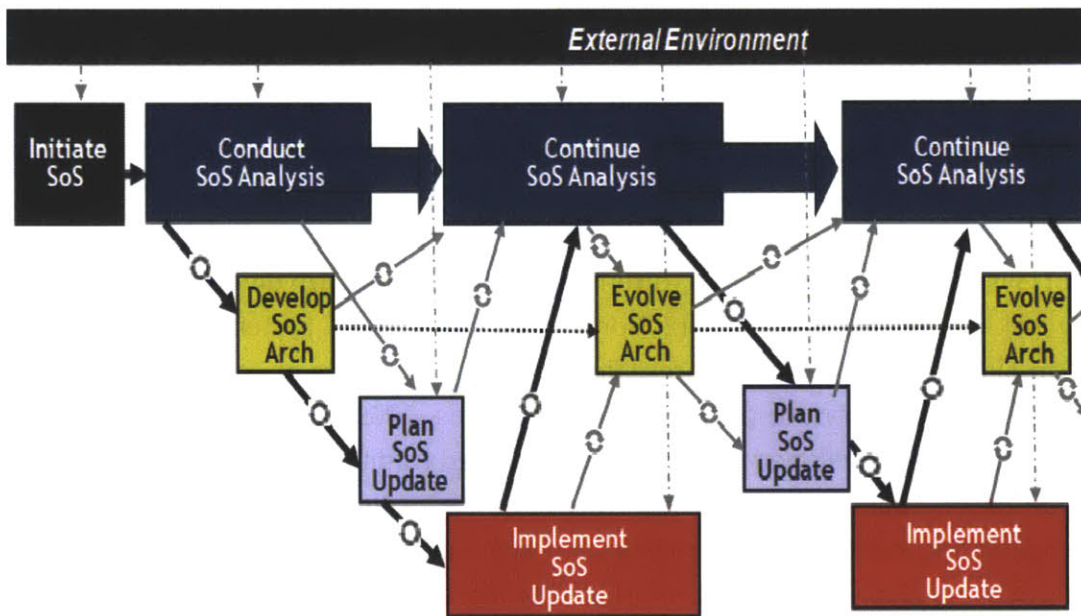 External Environment
Initiate
SoS
Conduct
SoS Analysis
Continue
SoS Analysis
Continue
SoS Analysis
Develop
SoS
Arch
Evolve
SoS
Arch
Evolve
SoS
Arch
Plan
SoS
Update
Plan
SoS
Update
Implement
SoS
Update
Implement
SoS
Update